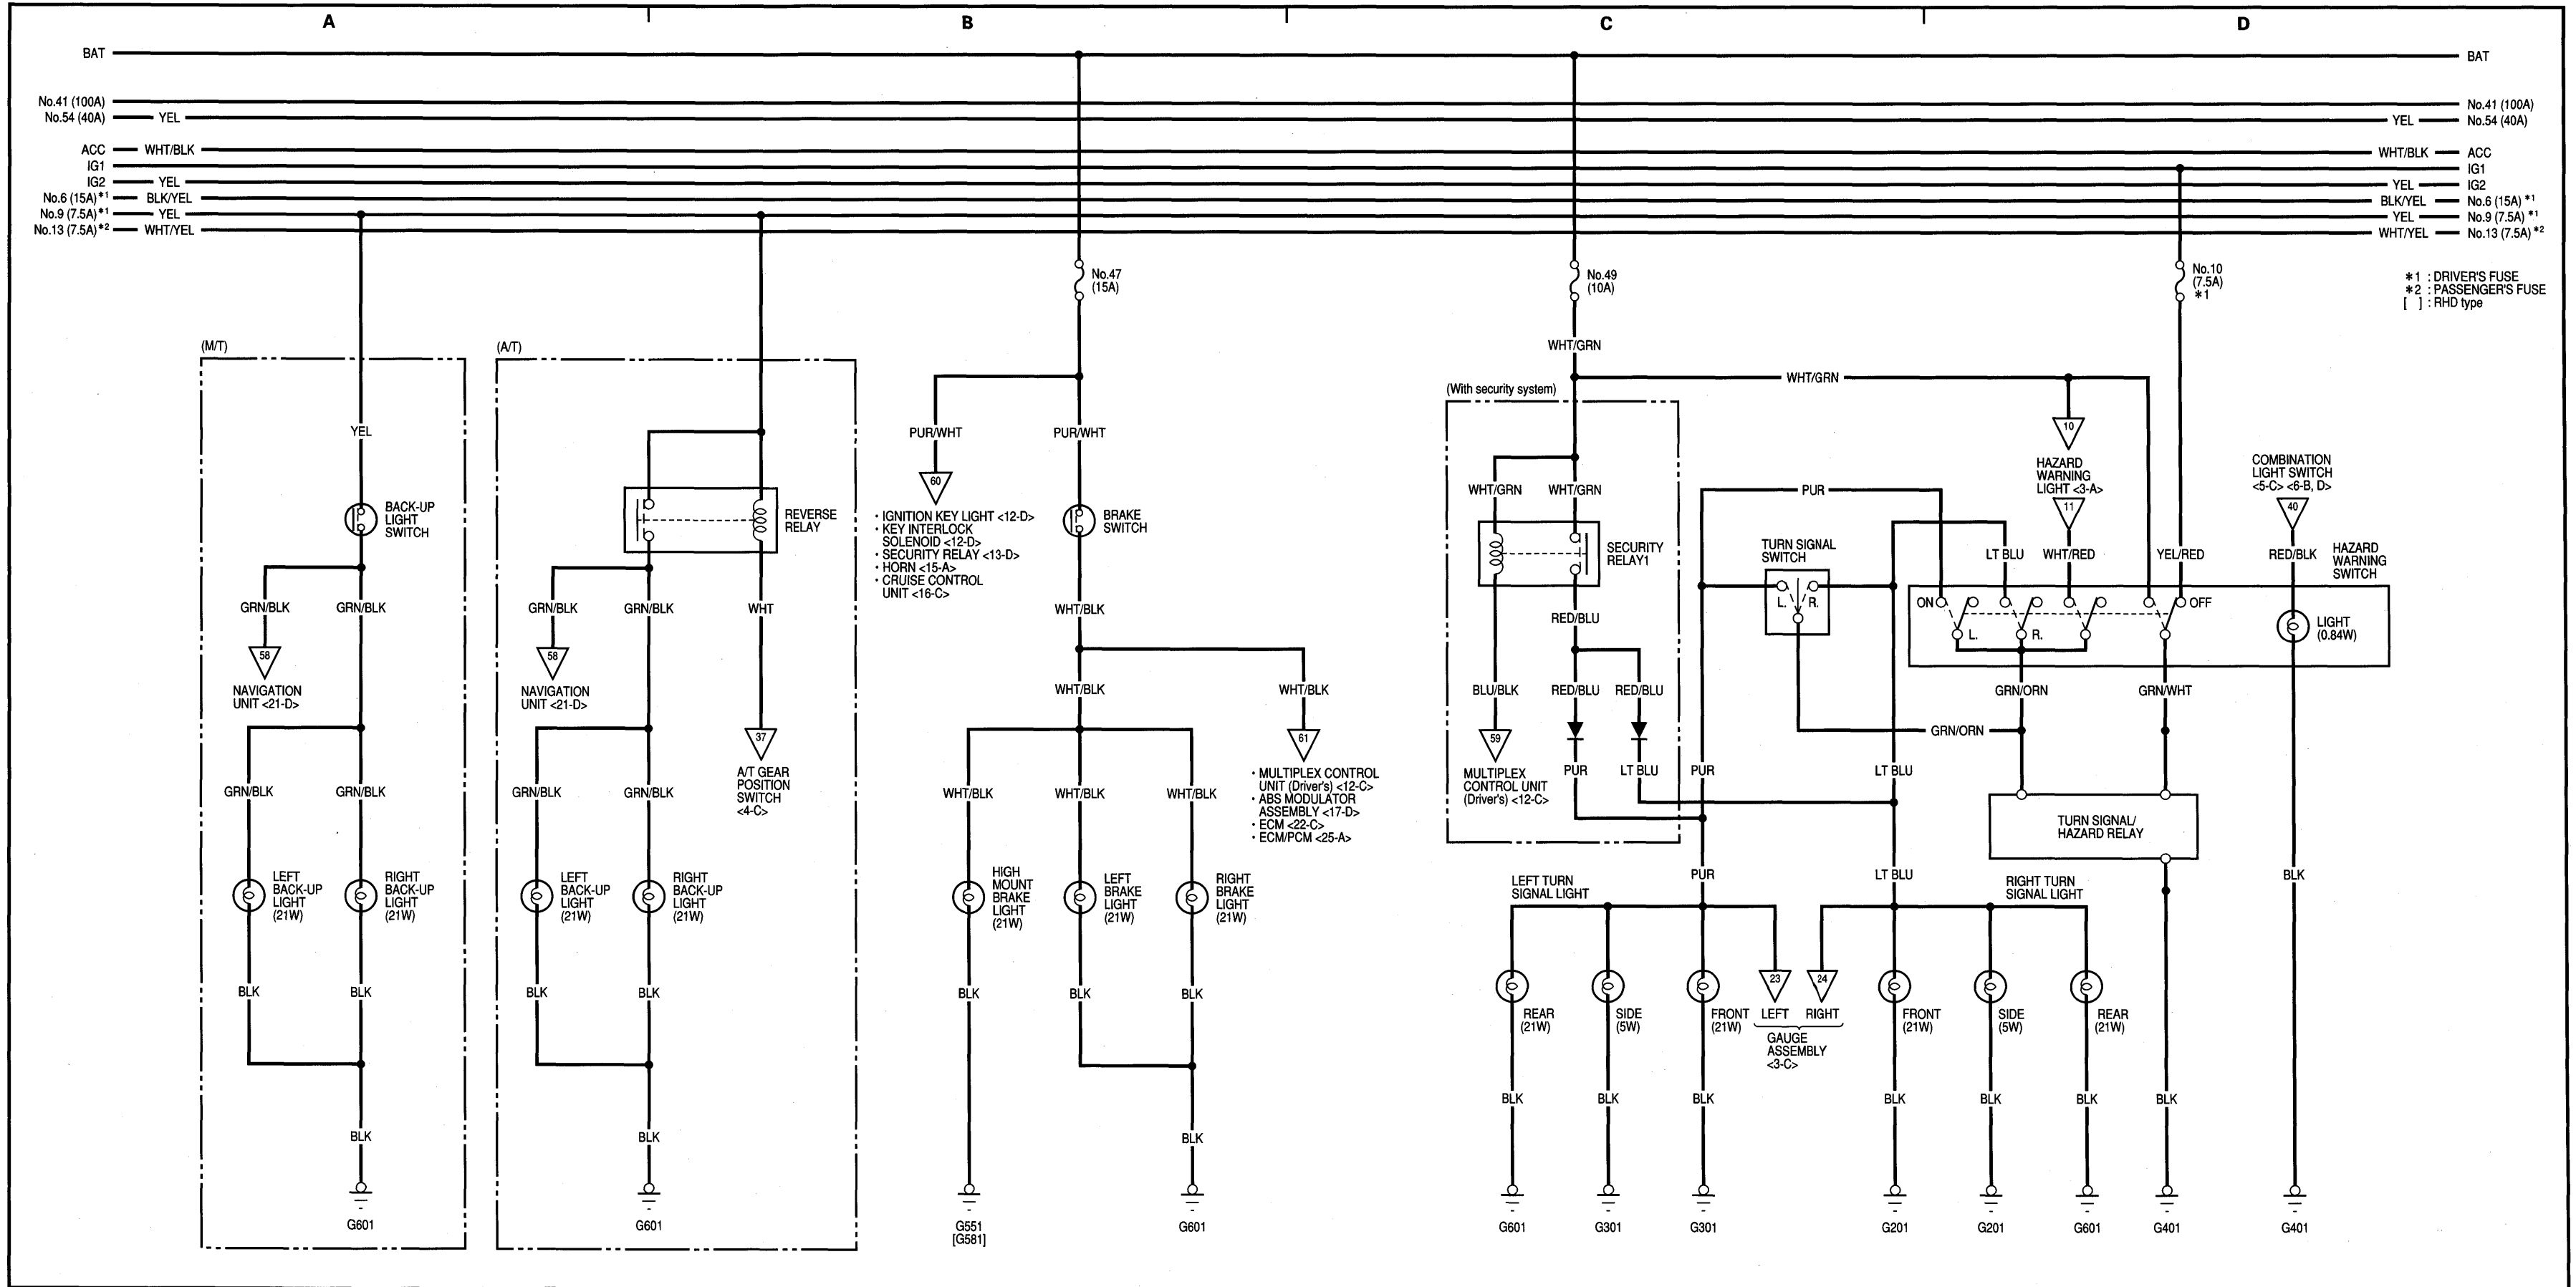 A B C D
BAT BAT
No.41 (100A) No.41 (100A)
No.54 (40A) YEL YEL No.54 (40A)
ACC WHT/BLK WHT/BLK ACC
IG1 IG1
IG2 YEL YEL IG2
No.6 (15A)*1 BLK/YEL BLK/YEL No.6 (15A) *1
No.9 (7.5A)*1 YEL YEL No.9 (7.5A) *1
No.13 (7.5A)*2 WHT/YEL WHT/YEL No.13 (7.5A) *2
*1 : DRIVER'S FUSE
*2 : PASSENGER'S FUSE
[ ] : RHD type
(M/T)
YEL
BACK-UP
LIGHT
SWITCH
GRN/BLK GRN/BLK
58
NAVIGATION
UNIT <21-D>
GRN/BLK GRN/BLK
LEFT
BACK-UP
LIGHT
(21W)
RIGHT
BACK-UP
LIGHT
(21W)
BLK BLK
BLK
G601
(A/T)
REVERSE
RELAY
GRN/BLK GRN/BLK WHT
58
NAVIGATION
UNIT <21-D>
37
A/T GEAR
POSITION
SWITCH
<4-C>
GRN/BLK GRN/BLK
LEFT
BACK-UP
LIGHT
(21W)
RIGHT
BACK-UP
LIGHT
(21W)
BLK BLK
BLK
G601
No.47
(15A)
PUR/WHT PUR/WHT
60
· IGNITION KEY LIGHT <12-D>
· KEY INTERLOCK
SOLENOID <12-D>
· SECURITY RELAY <13-D>
· HORN <15-A>
· CRUISE CONTROL
UNIT <16-C>
BRAKE
SWITCH
WHT/BLK
WHT/BLK WHT/BLK
61
· MULTIPLEX CONTROL
UNIT (Driver's) <12-C>
· ABS MODULATOR
ASSEMBLY <17-D>
· ECM <22-C>
· ECM/PCM <25-A>
WHT/BLK WHT/BLK WHT/BLK
HIGH
MOUNT
BRAKE
LIGHT
(21W)
LEFT
BRAKE
LIGHT
(21W)
RIGHT
BRAKE
LIGHT
(21W)
BLK BLK BLK
BLK
G551
[G581]
G601
No.49
(10A)
WHT/GRN
WHT/GRN
(With security system)
WHT/GRN WHT/GRN
SECURITY
RELAY1
RED/BLU
BLU/BLK RED/BLU RED/BLU
59
MULTIPLEX
CONTROL UNIT
(Driver's) <12-C>
PUR LT BLU
PUR
TURN SIGNAL
SWITCH
L. R.
PUR LT BLU
GRN/ORN
No.10
(7.5A)
*1
10
HAZARD
WARNING
LIGHT <3-A>
11
COMBINATION
LIGHT SWITCH
<5-C> <6-B, D>
40
LT BLU WHT/RED YEL/RED RED/BLK
HAZARD
WARNING
SWITCH
ON OFF
L. R.
LIGHT
(0.84W)
GRN/ORN GRN/WHT
TURN SIGNAL/
HAZARD RELAY
PUR LT BLU BLK
LEFT TURN
SIGNAL LIGHT
RIGHT TURN
SIGNAL LIGHT
23 24
REAR
(21W)
SIDE
(5W)
FRONT
(21W)
LEFT RIGHT
GAUGE
ASSEMBLY
<3-C>
FRONT
(21W)
SIDE
(5W)
REAR
(21W)
BLK BLK BLK BLK BLK BLK BLK
G601 G301 G301 G201 G201 G601 G401 G401